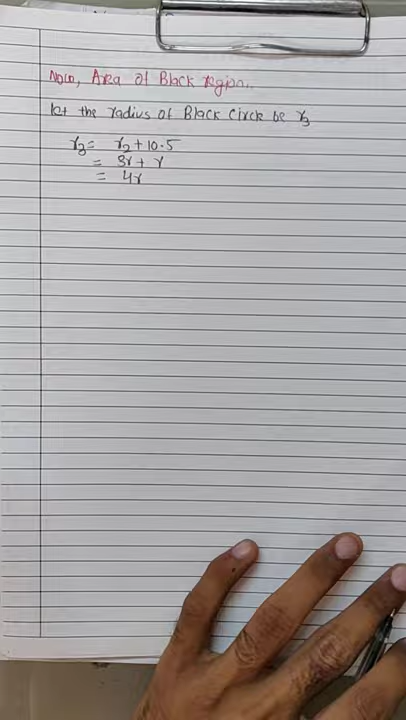 Now, Area of Black region.
let the radius of Black circle be r₃
r₃ = r₂ + 10.5
= 3r + r
= 4r